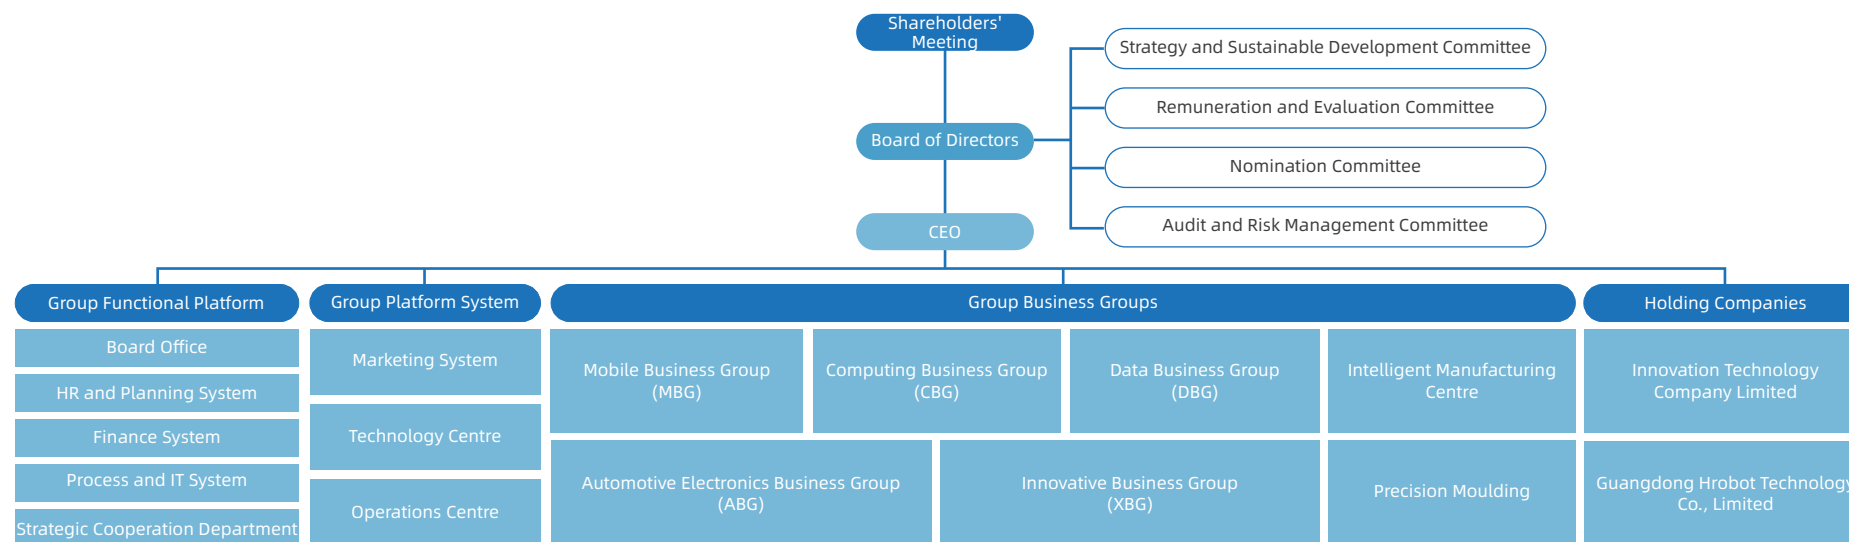 Shareholders'
Meeting
Strategy and Sustainable Development Committee
Remuneration and Evaluation Committee
Board of Directors
Nomination Committee
Audit and Risk Management Committee
CEO
Group Functional Platform
Group Platform System
Group Business Groups
Holding Companies
Board Office
HR and Planning System
Finance System
Process and IT System
Strategic Cooperation Department
Marketing System
Technology Centre
Operations Centre
Mobile Business Group
(MBG)
Computing Business Group
(CBG)
Data Business Group
(DBG)
Intelligent Manufacturing
Centre
Automotive Electronics Business Group
(ABG)
Innovative Business Group
(XBG)
Precision Moulding
Innovation Technology
Company Limited
Guangdong Hrobot Technology
Co., Limited